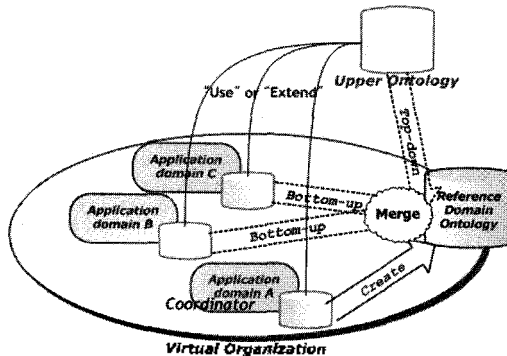 Upper Ontology
"Use" or "Extend"
Top-down
Application
domain C
Bottom-up
Application
domain B
Bottom-up
Merge
Reference
Domain
Ontology
Application
domain A
Coordinator
Create
Virtual Organization